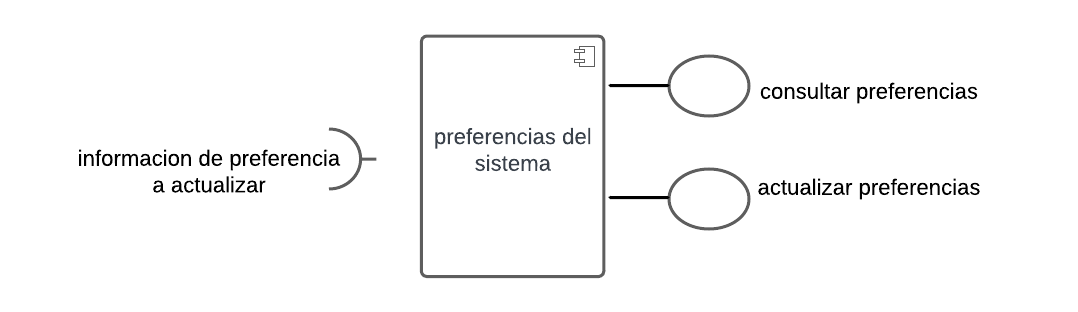 informacion de preferencia
a actualizar
preferencias del
sistema
consultar preferencias
actualizar preferencias